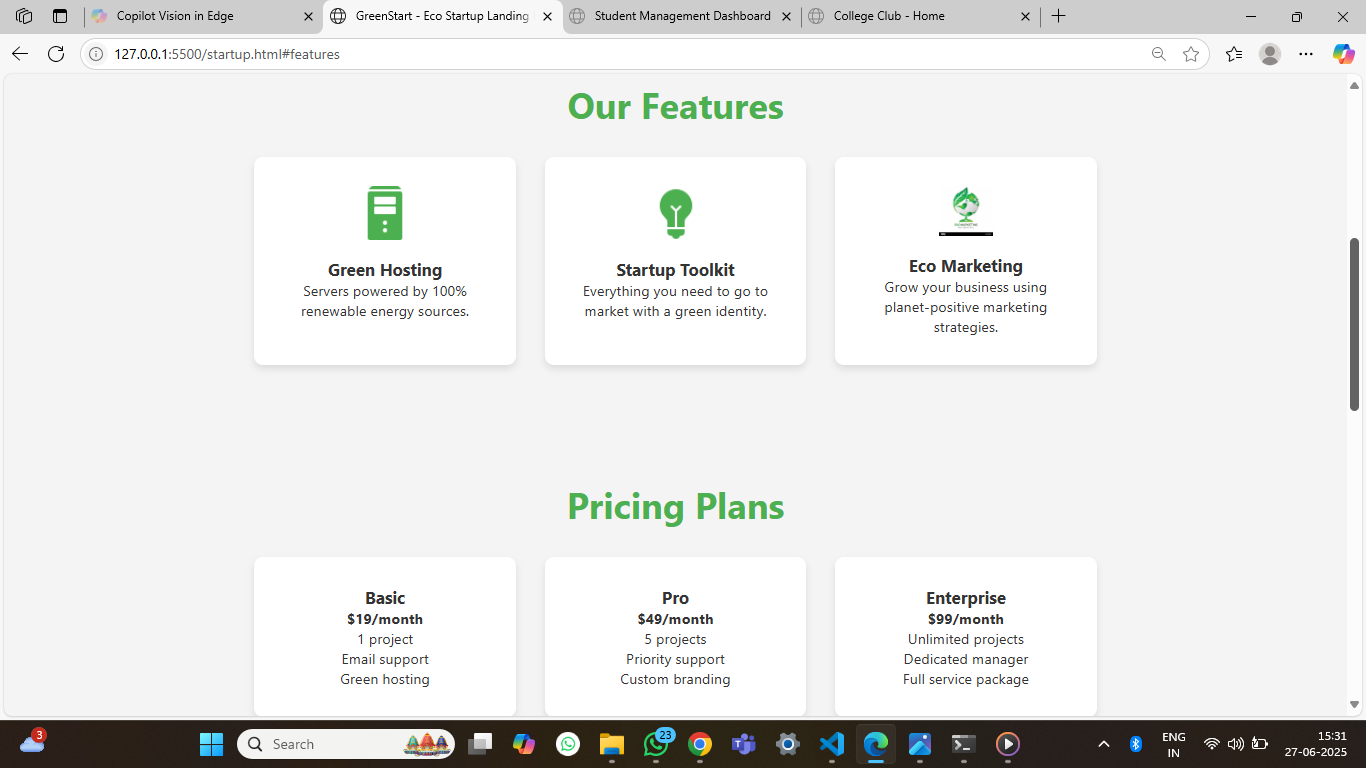 Copilot Vision in Edge
GreenStart - Eco Startup Landing
Student Management Dashboard
College Club - Home
127.0.0.1:5500/startup.html#features
Our Features
Green Hosting
Servers powered by 100%
renewable energy sources.
Startup Toolkit
Everything you need to go to
market with a green identity.
Eco Marketing
Grow your business using
planet-positive marketing
strategies.
Pricing Plans
Basic
$19/month
1 project
Email support
Green hosting
Pro
$49/month
5 projects
Priority support
Custom branding
Enterprise
$99/month
Unlimited projects
Dedicated manager
Full service package
3
Search
23
ENG
IN
15:31
27-06-2025